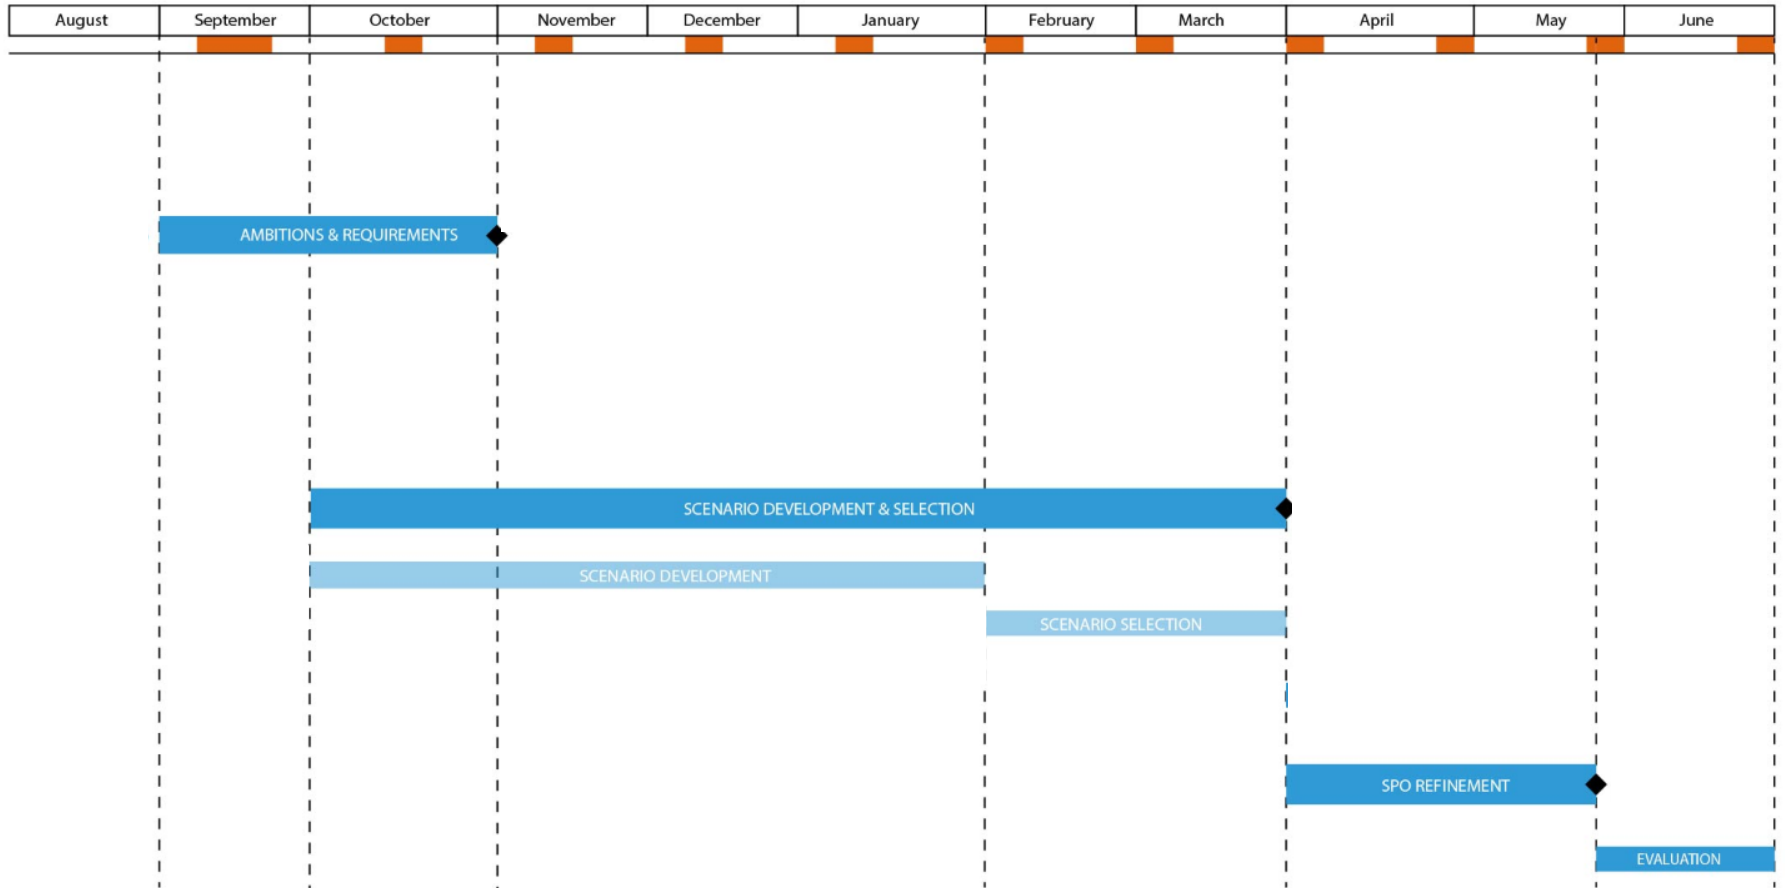 August September October November December January February March April May June
AMBITIONS & REQUIREMENTS
SCENARIO DEVELOPMENT & SELECTION
SCENARIO DEVELOPMENT
SCENARIO SELECTION
SPO REFINEMENT
EVALUATION